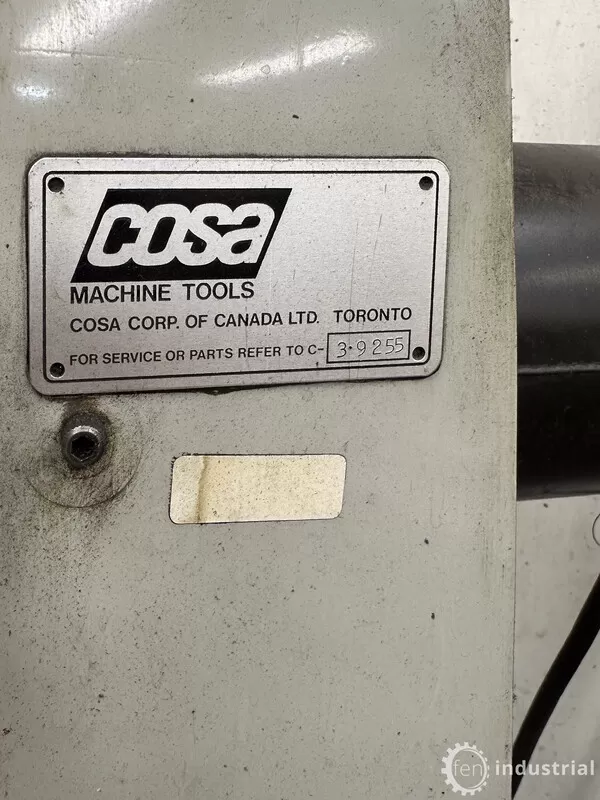 cosa
MACHINE TOOLS
COSA CORP. OF CANADA LTD. TORONTO
FOR SERVICE OR PARTS REFER TO C- 3·9255
fen industrial